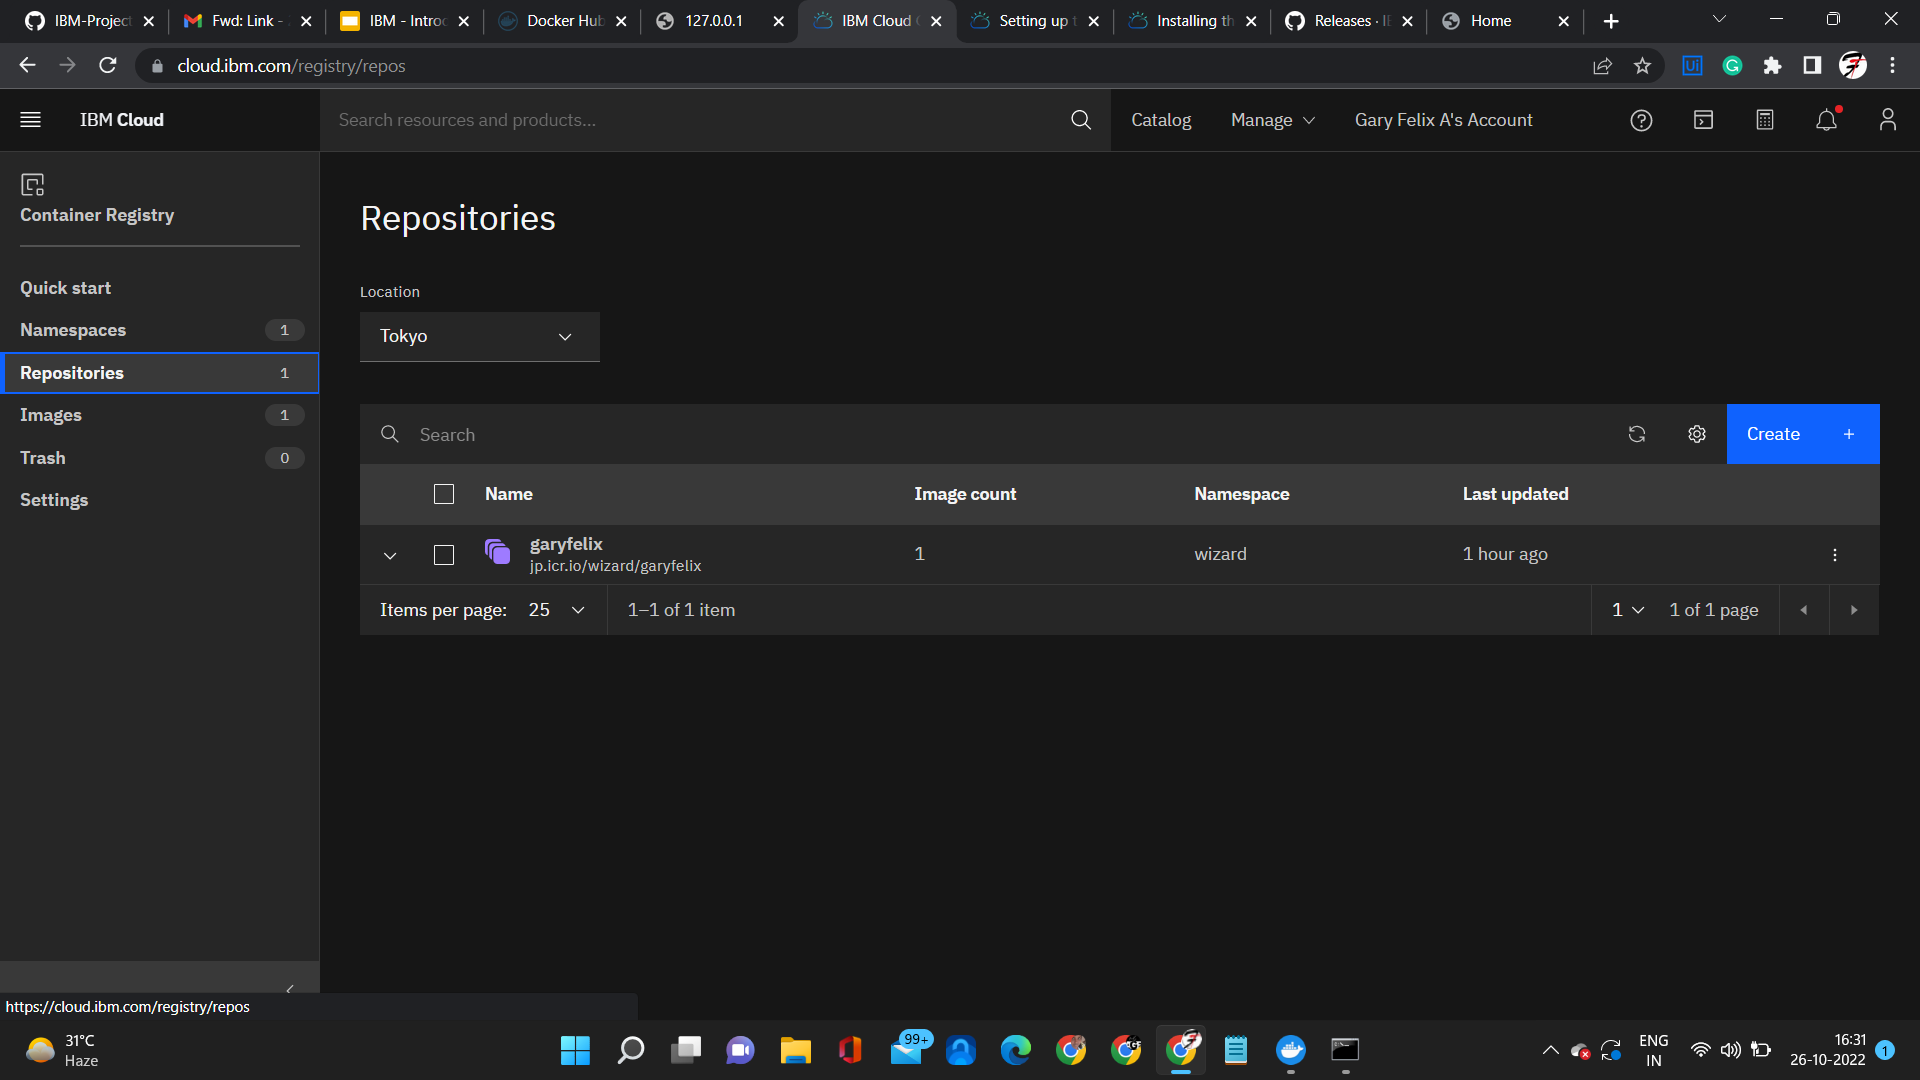 IBM-Project
Fwd: Link -
IBM - Introd
Docker Hub
127.0.0.1
IBM Cloud
Setting up t
Installing th
Releases · I
Home
cloud.ibm.com/registry/repos
IBM Cloud
Search resources and products...
Catalog
Manage
Gary Felix A's Account
Container Registry
Quick start
Namespaces 1
Repositories 1
Images 1
Trash 0
Settings
Repositories
Location
Tokyo
Search
Create +
Name Image count Namespace Last updated
garyfelix
jp.icr.io/wizard/garyfelix
1 wizard 1 hour ago
Items per page: 25 1–1 of 1 item 1 1 of 1 page
https://cloud.ibm.com/registry/repos
31°C
Haze
99+
ENG
IN
16:31
26-10-2022
1